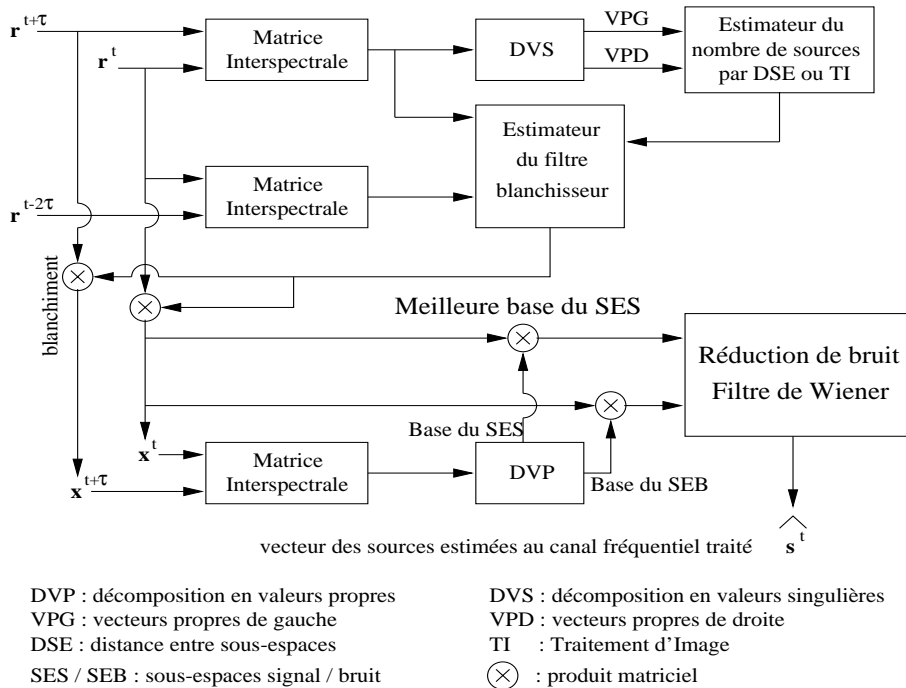 r t+τ
r t
Matrice
Interspectrale
DVS
VPG
VPD
Estimateur du
nombre de sources
par DSE ou TI
Estimateur
du filtre
blanchisseur
Matrice
Interspectrale
r t-2τ
blanchiment
Meilleure base du SES
Réduction de bruit
Filtre de Wiener
Base du SES
x t
Matrice
Interspectrale
DVP
Base du SEB
x t+τ
vecteur des sources estimées au canal fréquentiel traité ŝ t
DVP : décomposition en valeurs propres
DVS : décomposition en valeurs singulières
VPG : vecteurs propres de gauche
VPD : vecteurs propres de droite
DSE : distance entre sous-espaces
TI : Traitement d'Image
SES / SEB : sous-espaces signal / bruit
⊗ : produit matriciel